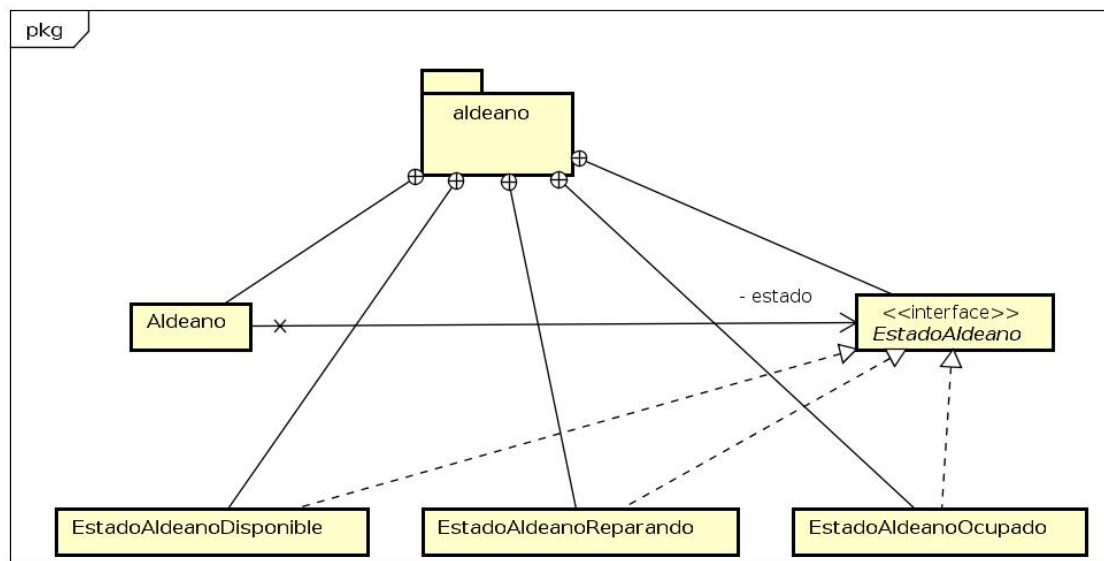 pkg
aldeano
- estado
Aldeano
<<interface>>
EstadoAldeano
EstadoAldeanoDisponible
EstadoAldeanoReparando
EstadoAldeanoOcupado